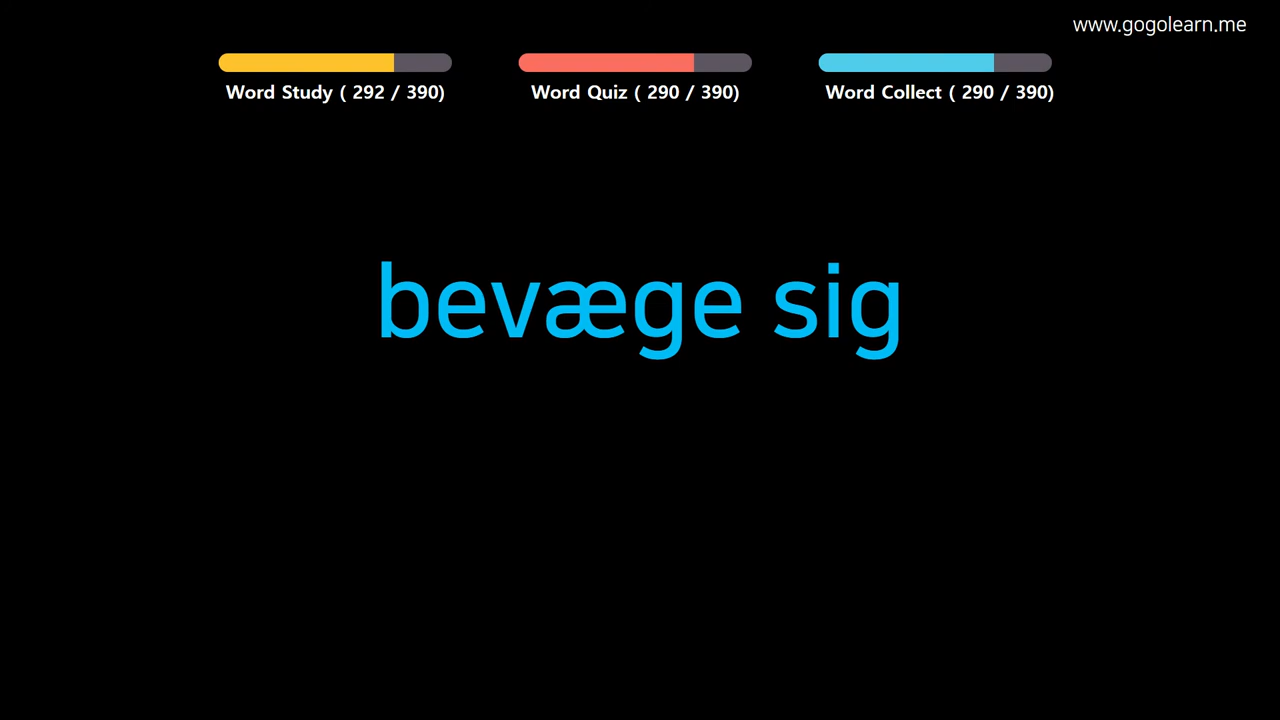 www.gogolearn.me
Word Study ( 292 / 390)
Word Quiz ( 290 / 390)
Word Collect ( 290 / 390)
bevæge sig